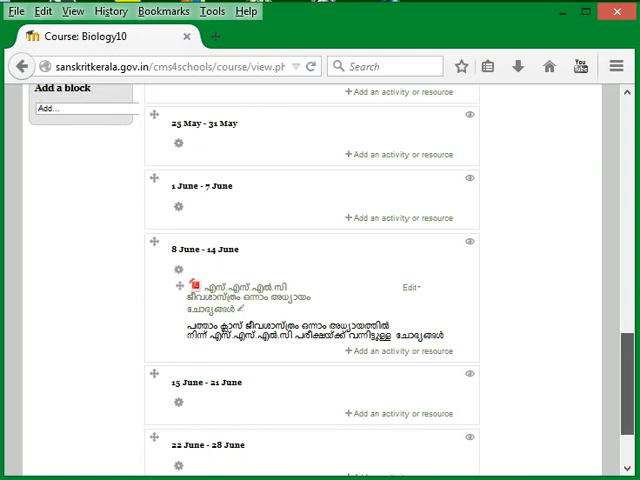 File Edit View History Bookmarks Tools Help
Course: Biology10
sanskritkerala.gov.in/cms4schools/course/view.ph
Search
You Tube
Add a block
Add...
Add an activity or resource
25 May - 31 May
Add an activity or resource
1 June - 7 June
Add an activity or resource
8 June - 14 June
എസ്.എസ്.എൽ.സി
Edit
ജീവശാസ്ത്രം ഒന്നാം അധ്യായം
ചോദ്യങ്ങൾ
പത്താം ക്ലാസ് ജീവശാസ്ത്രം ഒന്നാം അധ്യായത്തിൽ
നിന്ന് എസ്.എസ്.എൽ.സി പരീക്ഷയ്ക്ക് വന്നിട്ടുള്ള ചോദ്യങ്ങൾ
Add an activity or resource
15 June - 21 June
Add an activity or resource
22 June - 28 June